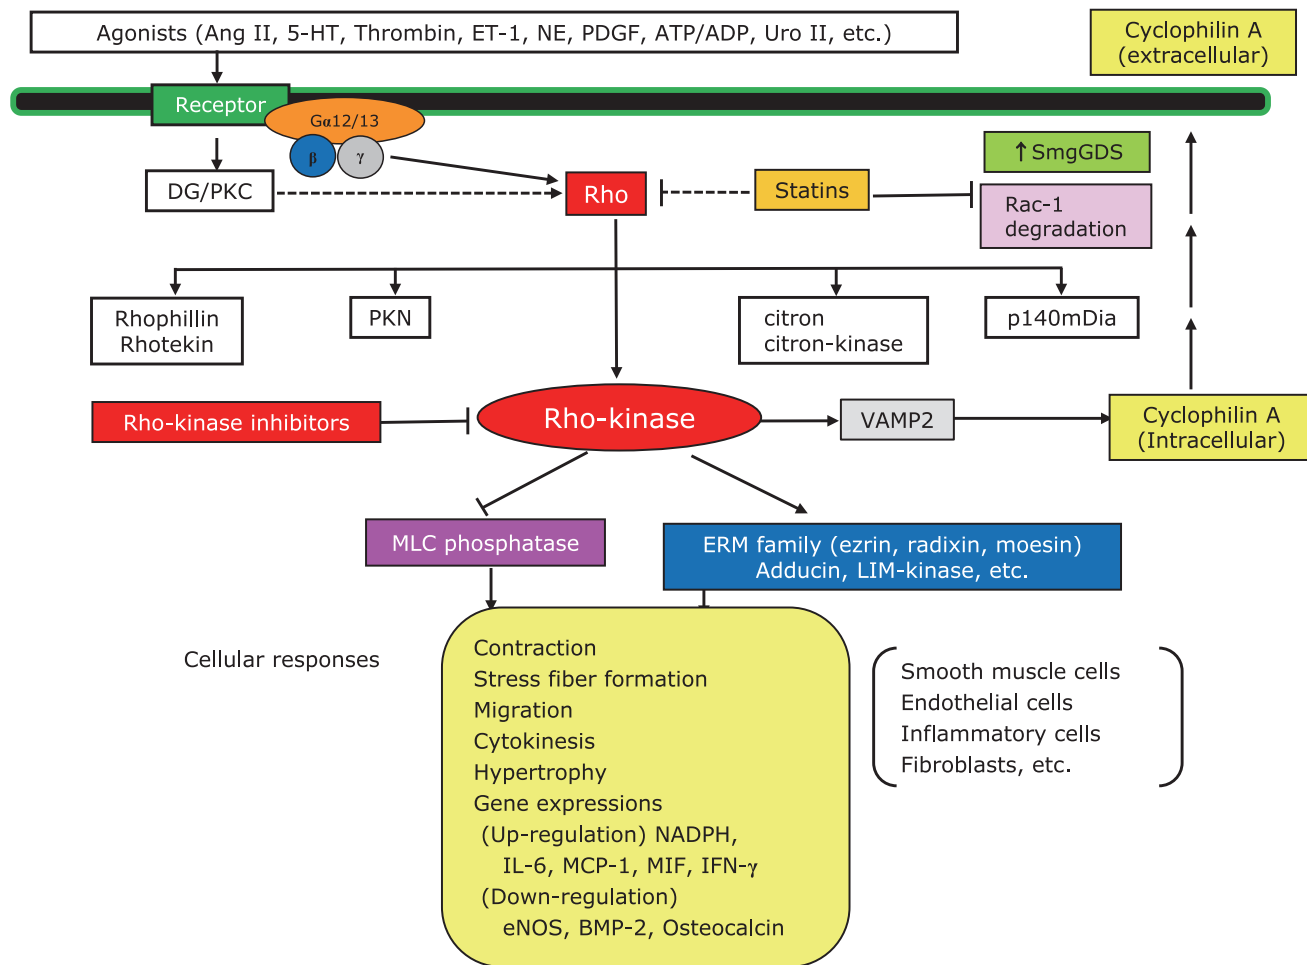 Agonists (Ang II, 5-HT, Thrombin, ET-1, NE, PDGF, ATP/ADP, Uro II, etc.)
Cyclophilin A
(extracellular)
Receptor
Gα12/13
β
γ
↑SmgGDS
DG/PKC
Rho
Statins
Rac-1
degradation
Rhophillin
Rhotekin
PKN
citron
citron-kinase
p140mDia
Rho-kinase inhibitors
Rho-kinase
VAMP2
Cyclophilin A
(Intracellular)
MLC phosphatase
ERM family (ezrin, radixin, moesin)
Adducin, LIM-kinase, etc.
Cellular responses
Contraction
Stress fiber formation
Migration
Cytokinesis
Hypertrophy
Gene expressions
(Up-regulation) NADPH,
IL-6, MCP-1, MIF, IFN-γ
(Down-regulation)
eNOS, BMP-2, Osteocalcin
Smooth muscle cells
Endothelial cells
Inflammatory cells
Fibroblasts, etc.